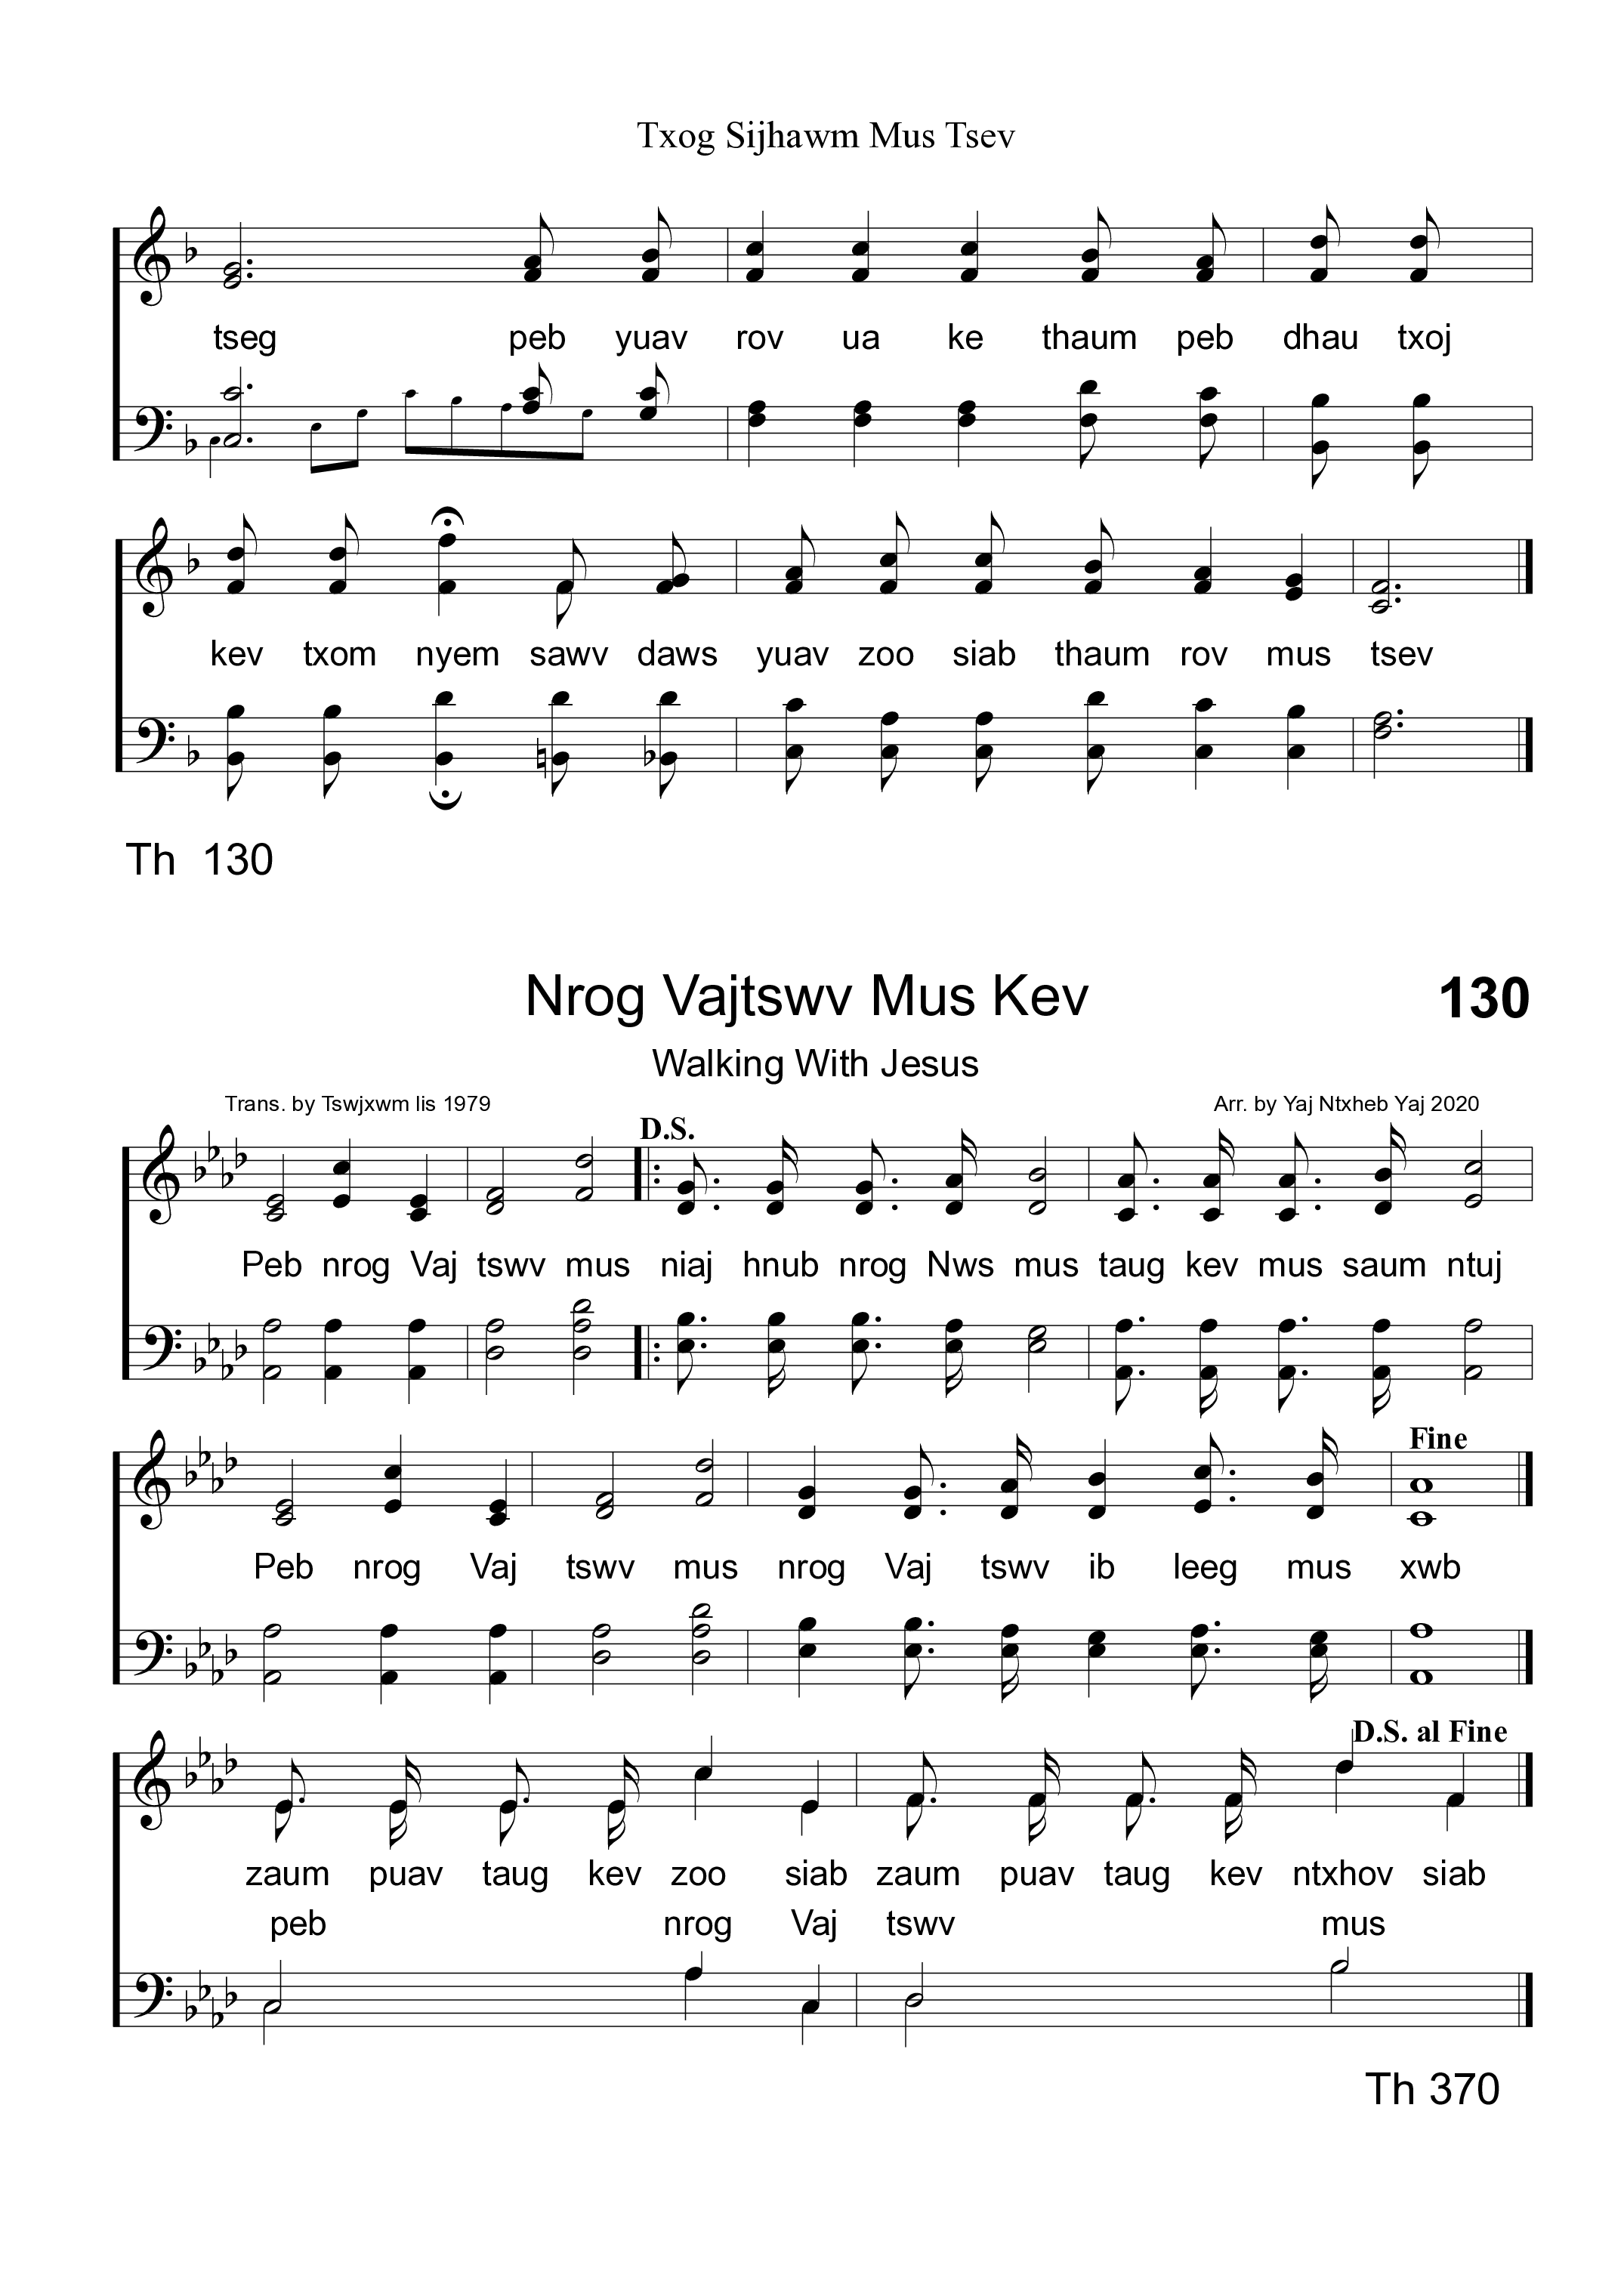 Txog Sijhawm Mus Tsev
tseg peb yuav rov ua ke thaum peb dhau txoj
kev txom nyem sawv daws yuav zoo siab thaum rov mus tsev
Th 130
Nrog Vajtswv Mus Kev 130
Walking With Jesus
Trans. by Tswjxwm lis 1979 Arr. by Yaj Ntxheb Yaj 2020
D.S.
Peb nrog Vaj tswv mus niaj hnub nrog Nws mus taug kev mus saum ntuj
Fine
Peb nrog Vaj tswv mus nrog Vaj tswv ib leeg mus xwb
D.S. al Fine
zaum puav taug kev zoo siab zaum puav taug kev ntxhov siab
peb nrog Vaj tswv mus
Th 370